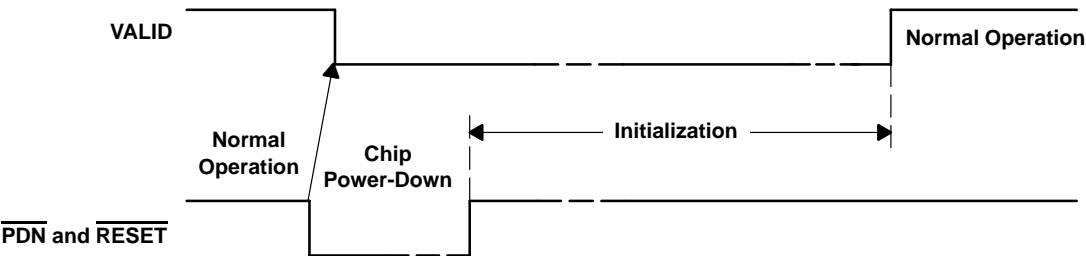 VALID
Normal Operation
Initialization
Normal
Operation
Chip
Power-Down
PDN and RESET